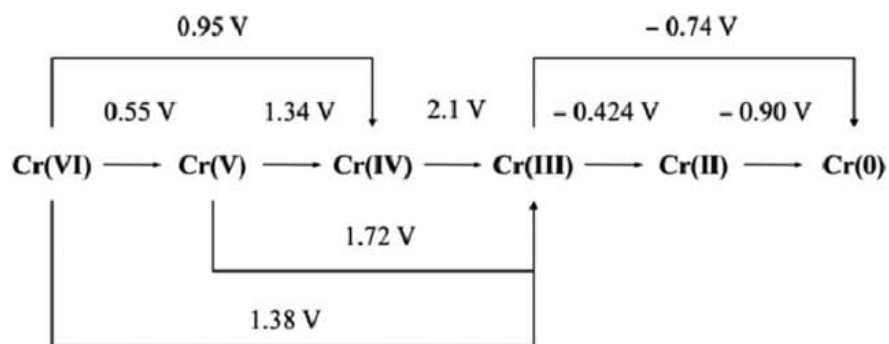 0.95 V – 0.74 V
0.55 V 1.34 V 2.1 V – 0.424 V – 0.90 V
Cr(VI) Cr(V) Cr(IV) Cr(III) Cr(II) Cr(0)
1.72 V
1.38 V